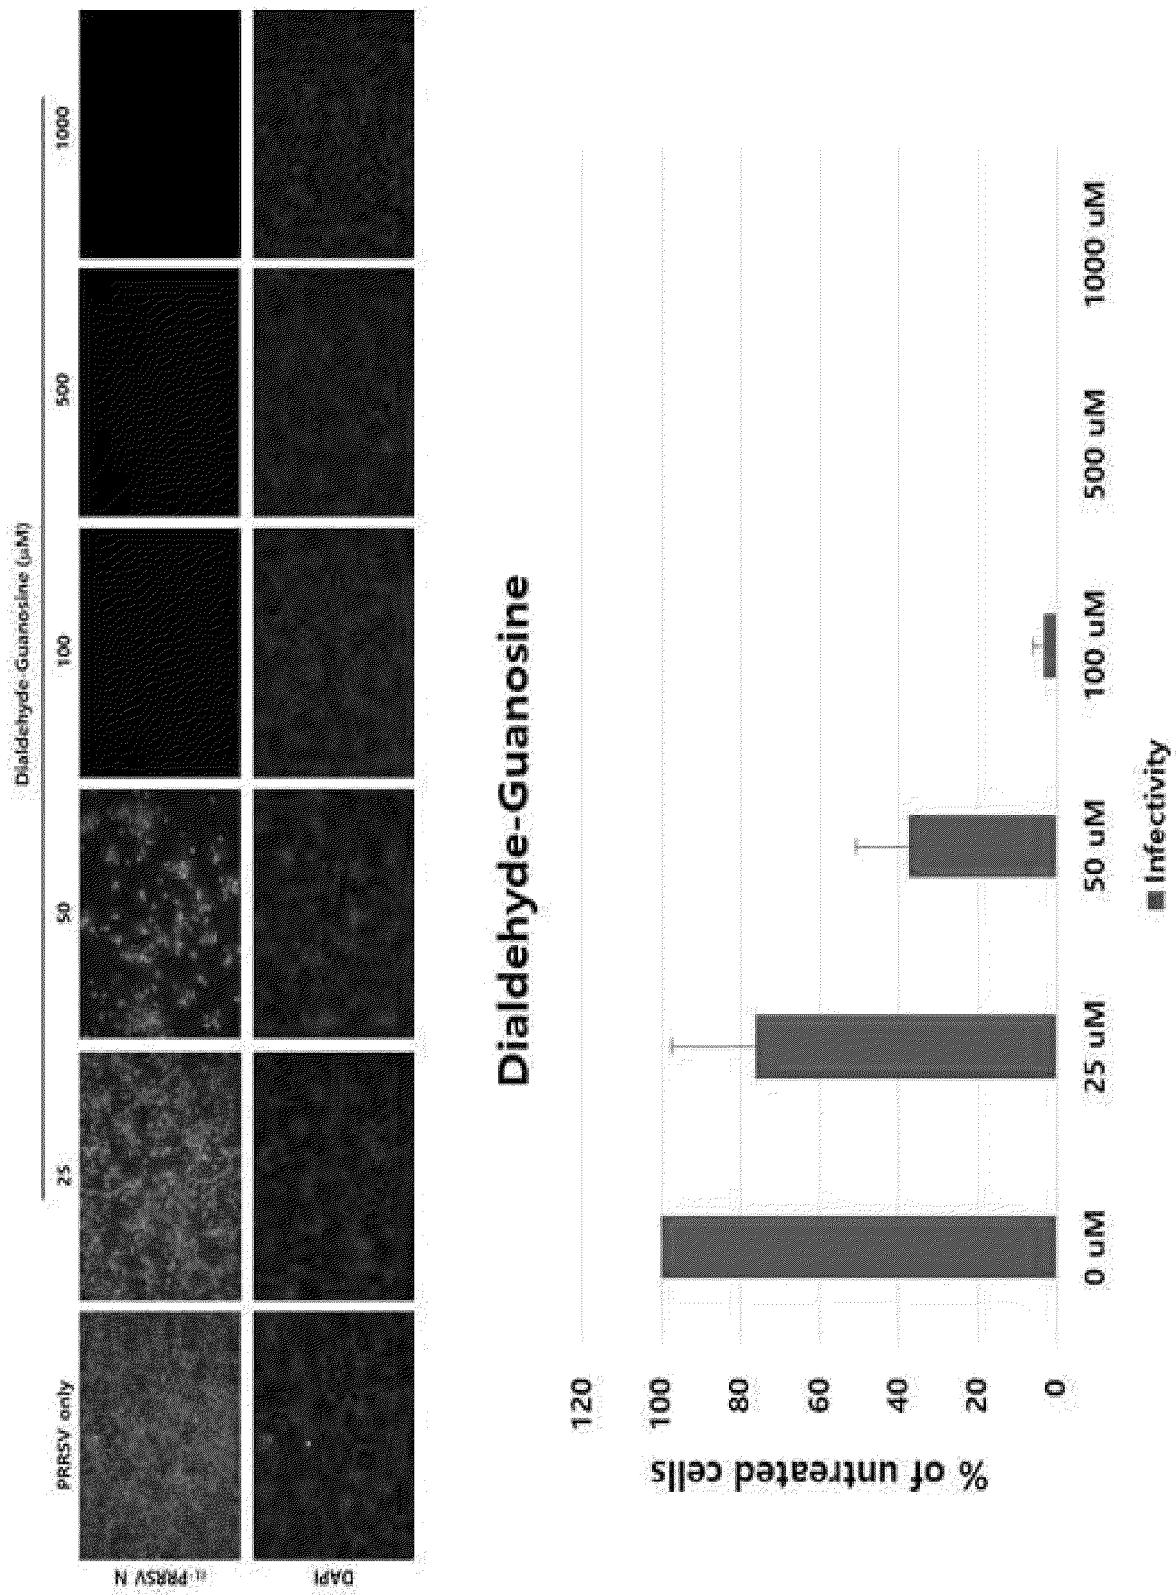 Dialdehyde-Guanosine (µM)
PRRSV only
25
50
100
500
1000
α-PRRSV N
DAPI
Dialdehyde-Guanosine
% of untreated cells
120
100
80
60
40
20
0
0 uM
25 uM
50 uM
100 uM
500 uM
1000 uM
Infectivity